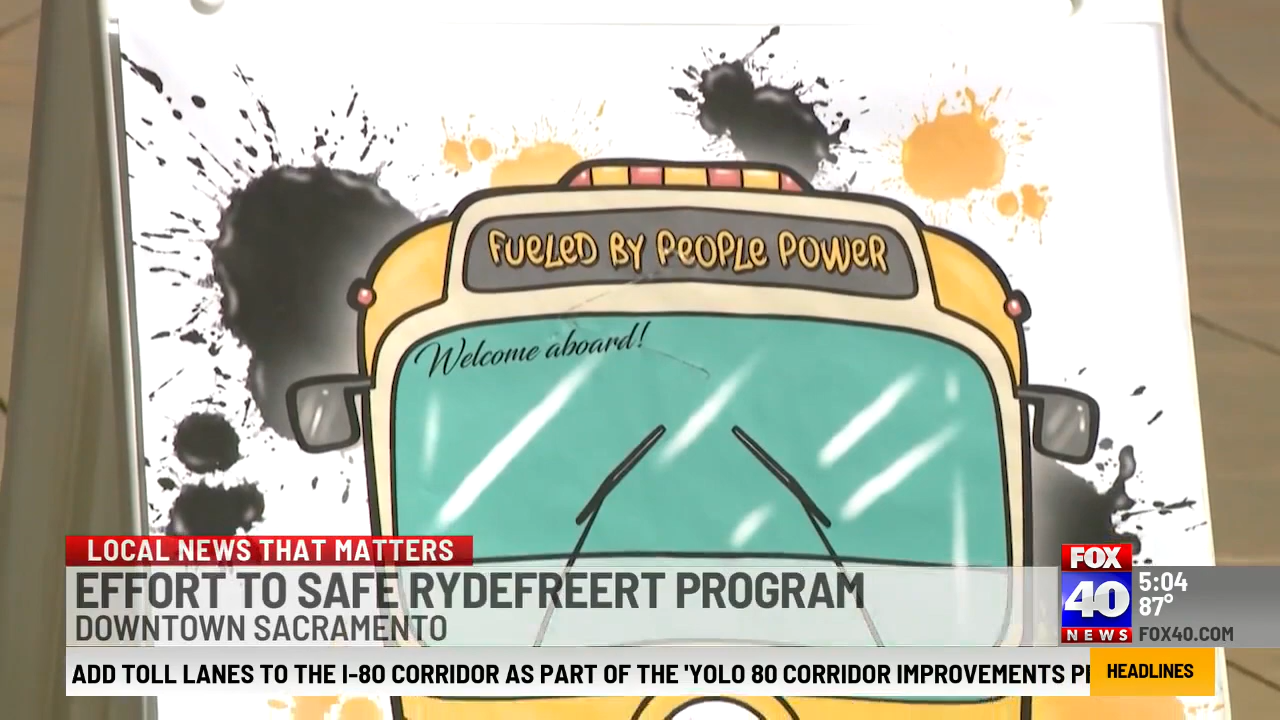 FUELED BY PEOPLE POWER
Welcome aboard!
LOCAL NEWS THAT MATTERS
EFFORT TO SAFE RYDEFREERT PROGRAM
DOWNTOWN SACRAMENTO
FOX
40
NEWS
5:04
87°
FOX40.COM
ADD TOLL LANES TO THE I-80 CORRIDOR AS PART OF THE 'YOLO 80 CORRIDOR IMPROVEMENTS
HEADLINES